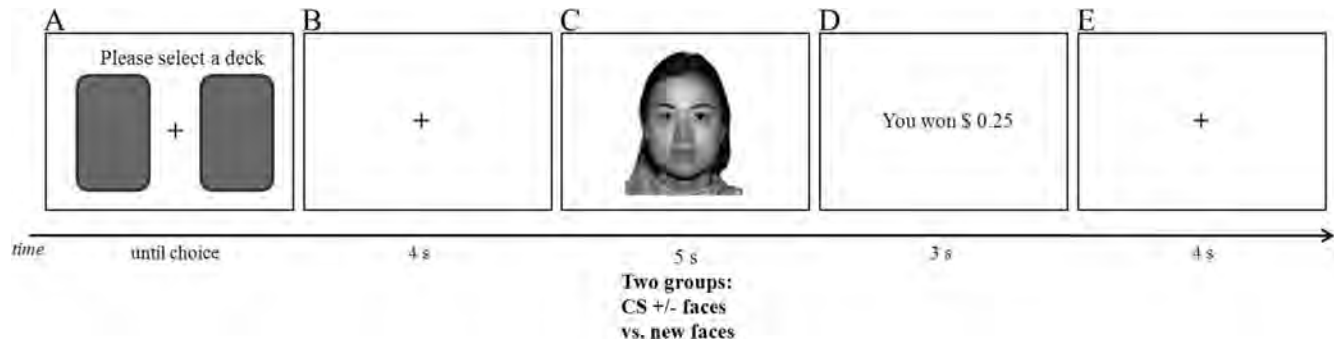 A
B
C
D
E
Please select a deck
+
+
You won $ 0.25
+
time
until choice
4 s
5 s
3 s
4 s
Two groups:
CS +/- faces
vs. new faces